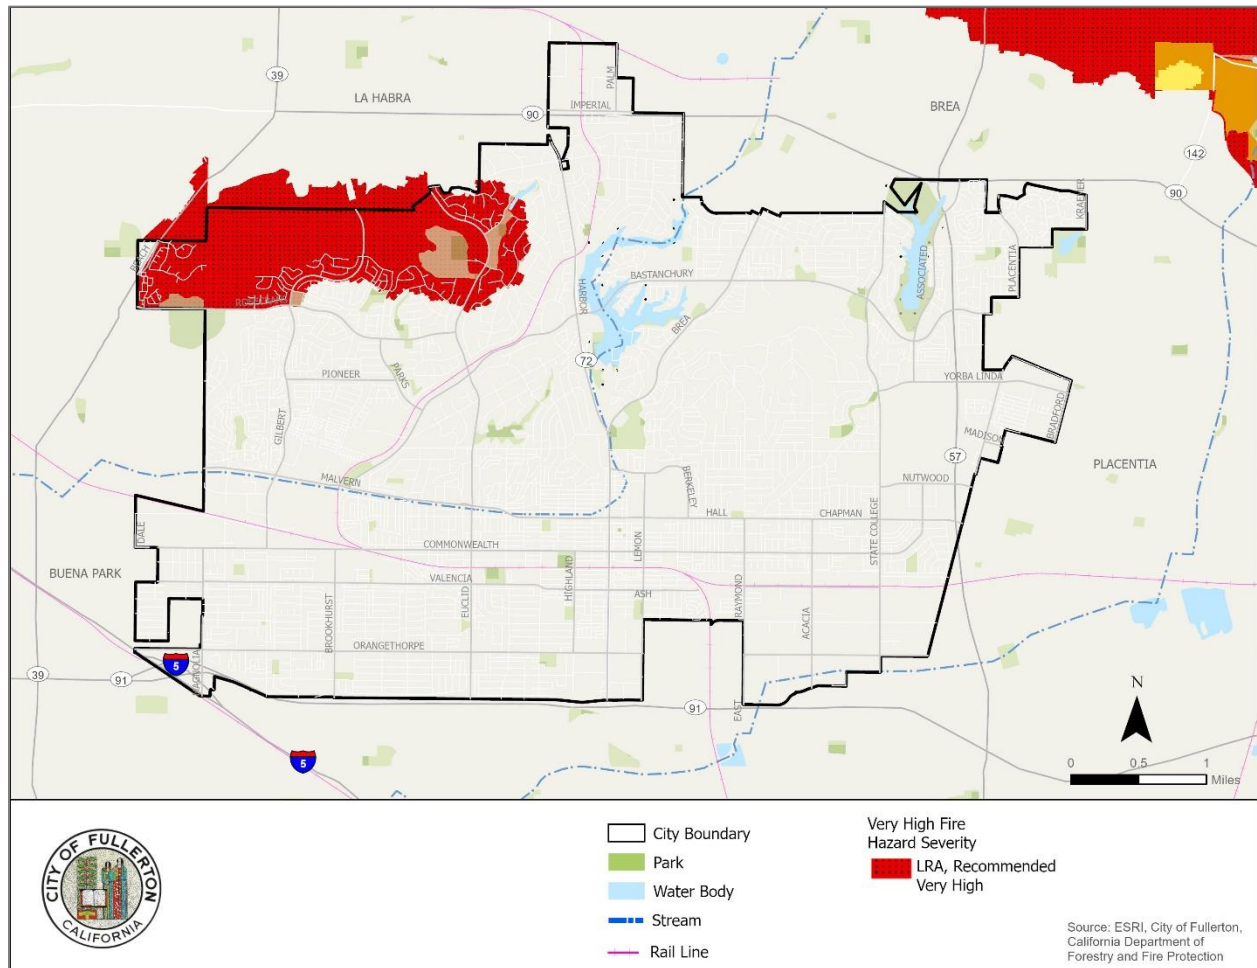 39
LA HABRA
PALM
IMPERIAL
90
BREA
142
90
KRAEMER
BEACH
ROSECRANS
HARBOR
BASTANCHURY
BREA
ASSOCIATED
PLACENTIA
72
PIONEER
PARKS
GILBERT
YORBA LINDA
BRADFORD
MADISON
57
PLACENTIA
MALVERN
BERKELEY
NUTWOOD
HALL
CHAPMAN
STATE COLLEGE
DALE
COMMONWEALTH
LEMON
BUENA PARK
VALENCIA
HIGHLAND
EUCLID
ASH
RAYMOND
ACACIA
BROOKHURST
ORANGETHORPE
MAGNOLIA
5
39
91
91
EAST
5
N
0 0.5 1
Miles
CITY OF FULLERTON
CALIFORNIA
City Boundary
Park
Water Body
Stream
Rail Line
Very High Fire
Hazard Severity
LRA, Recommended
Very High
Source: ESRI, City of Fullerton,
California Department of
Forestry and Fire Protection